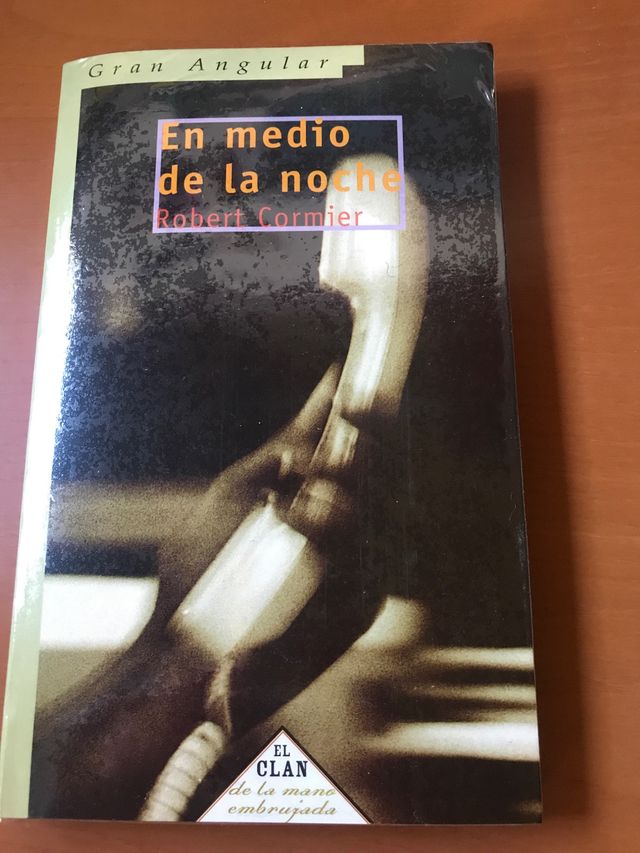 Gran Angular
En medio
de la noche
Robert Cormier
EL
CLAN
de la mano
embrujada